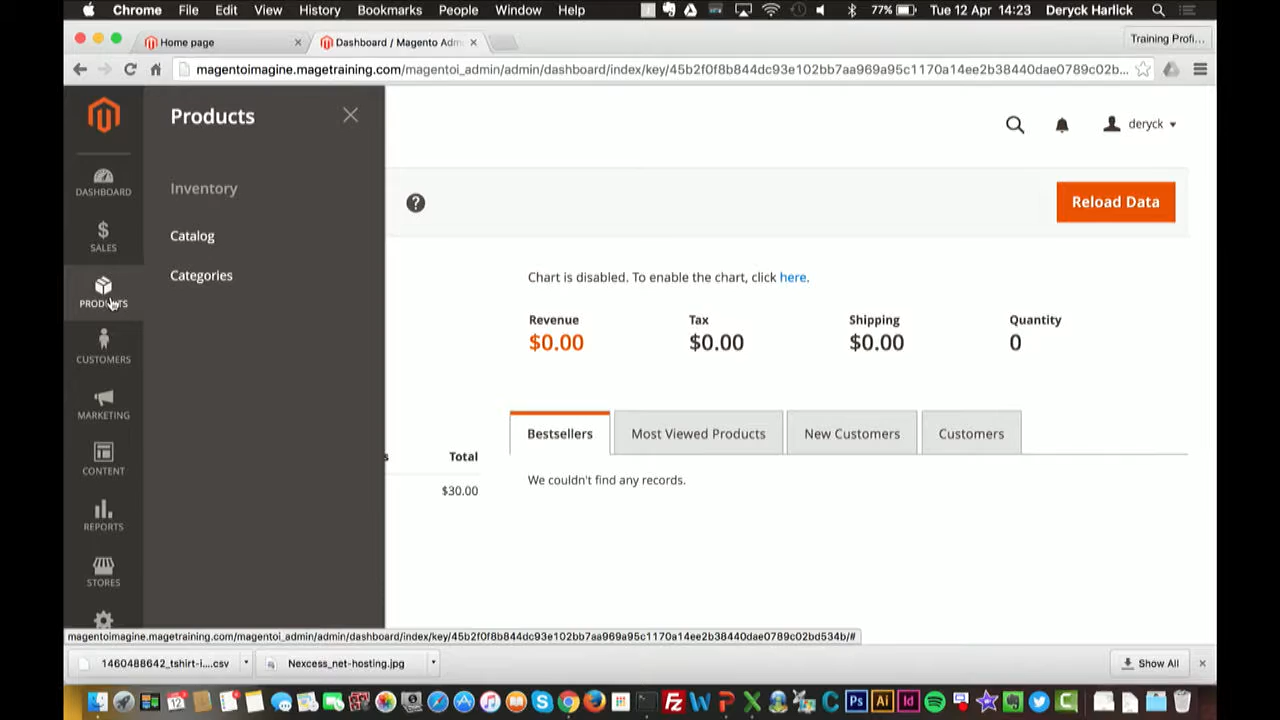 Chrome File Edit View History Bookmarks People Window Help 77% Tue 12 Apr 14:23 Deryck Harlick
Home page
Dashboard / Magento Adm
Training Profi...
magentoimagine.magetraining.com/magentoi_admin/admin/dashboard/index/key/45b2f0f8b844dc93e102bb7aa969a95c1170a14ee2b38440dae0789c02b...
Products
deryck
DASHBOARD
Inventory
Reload Data
SALES
Catalog
Categories
PRODUCTS
Chart is disabled. To enable the chart, click here.
Revenue Tax Shipping Quantity
$0.00 $0.00 $0.00 0
CUSTOMERS
MARKETING
Bestsellers Most Viewed Products New Customers Customers
s Total
CONTENT
We couldn't find any records.
$30.00
REPORTS
STORES
magentoimagine.magetraining.com/magentoi_admin/admin/dashboard/index/key/45b2f0f8b844dc93e102bb7aa969a95c1170a14ee2b38440dae0789c02bd534b/#
1460488642_tshirt-i....csv
Nexcess_net-hosting.jpg
Show All